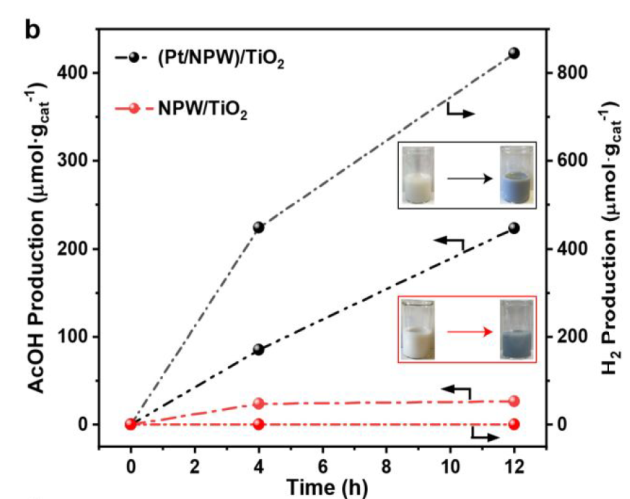 b
(Pt/NPW)/TiO₂
NPW/TiO₂
AcOH Production (μmol·gcat⁻¹)
400
300
200
100
0
H₂ Production (μmol·gcat⁻¹)
800
600
400
200
0
0 2 4 6 8 10 12
Time (h)